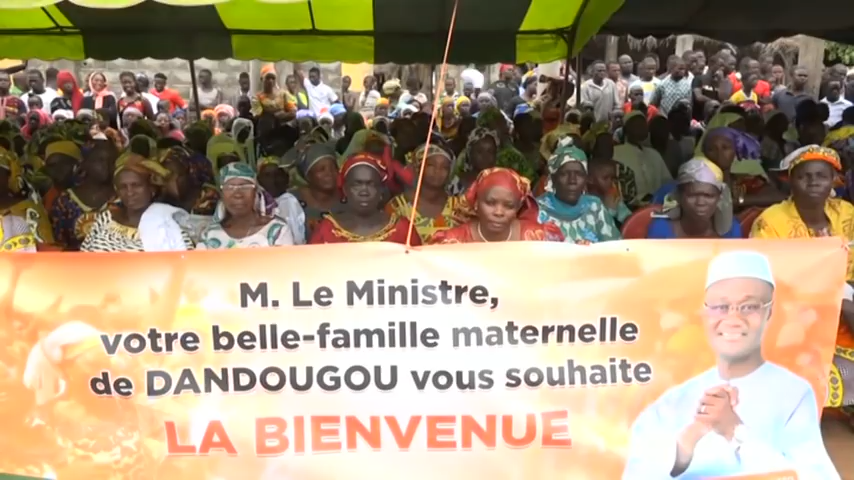 M. Le Ministre,
votre belle-famille maternelle
de DANDOUGOU vous souhaite
LA BIENVENUE